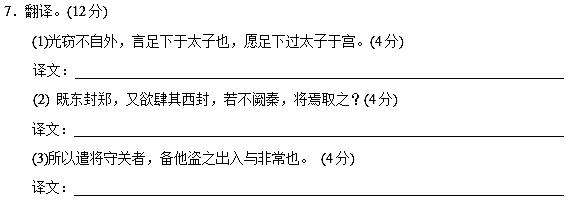 7．翻译。(12分)
(1)光窃不自外，言足下于太子也，愿足下过太子于宫。(4分)
译文：
(2) 既东封郑，又欲肆其西封，若不阙秦，将焉取之？(4分)
译文：
(3)所以遣将守关者，备他盗之出入与非常也。 (4分)
译文：